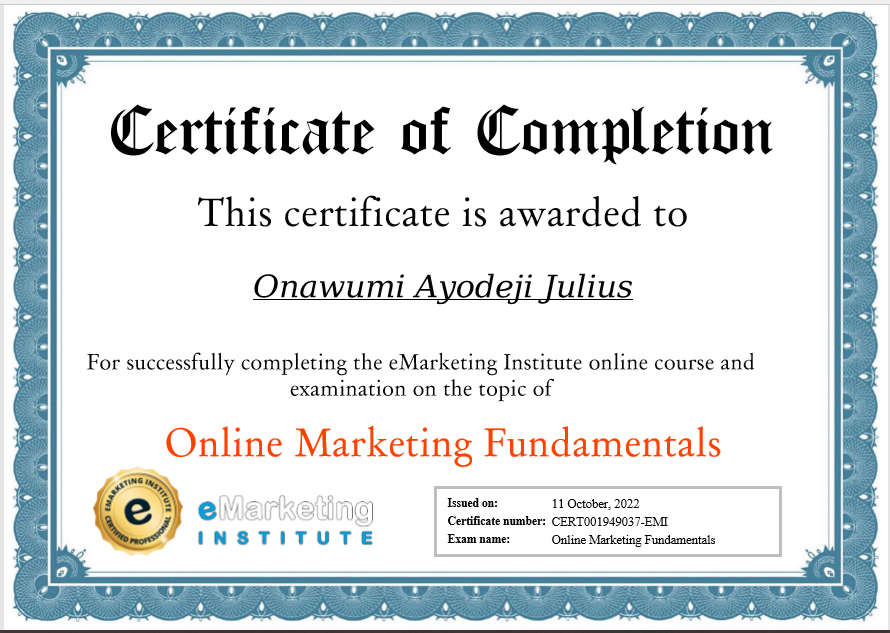 Certificate of Completion
This certificate is awarded to
Onawumi Ayodeji Julius
For successfully completing the eMarketing Institute online course and
examination on the topic of
Online Marketing Fundamentals
EMARKETING INSTITUTE
e
CERTIFIED PROFESSIONAL
eMarketing
INSTITUTE
Issued on: 11 October, 2022
Certificate number: CERT001949037-EMI
Exam name: Online Marketing Fundamentals